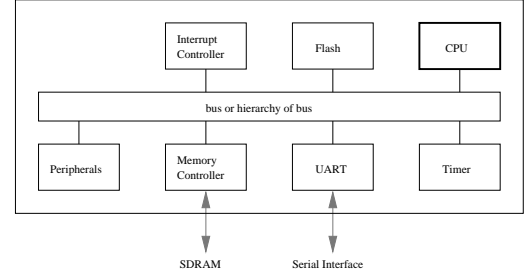 Interrupt
Controller
Flash
CPU
bus or hierarchy of bus
Peripherals
Memory
Controller
UART
Timer
SDRAM
Serial Interface